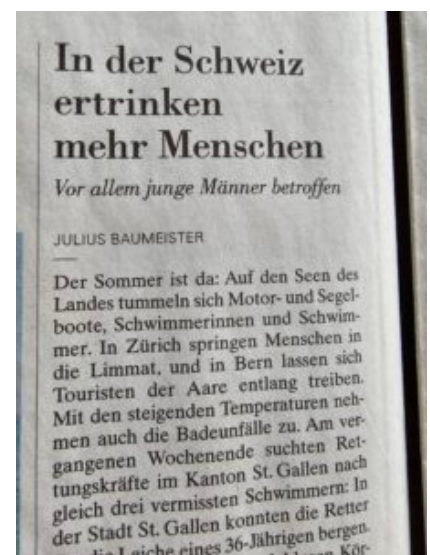 In der Schweiz
ertrinken
mehr Menschen
Vor allem junge Männer betroffen
JULIUS BAUMEISTER
Der Sommer ist da: Auf den Seen des
Landes tummeln sich Motor- und Segel-
boote, Schwimmerinnen und Schwim-
mer. In Zürich springen Menschen in
die Limmat, und in Bern lassen sich
Touristen der Aare entlang treiben.
Mit den steigenden Temperaturen neh-
men auch die Badeunfälle zu. Am ver-
gangenen Wochenende suchten Ret-
tungskräfte im Kanton St. Gallen nach
gleich drei vermissten Schwimmern: In
der Stadt St. Gallen konnten die Retter
die Leiche eines 36-Jährigen bergen.
Kör-